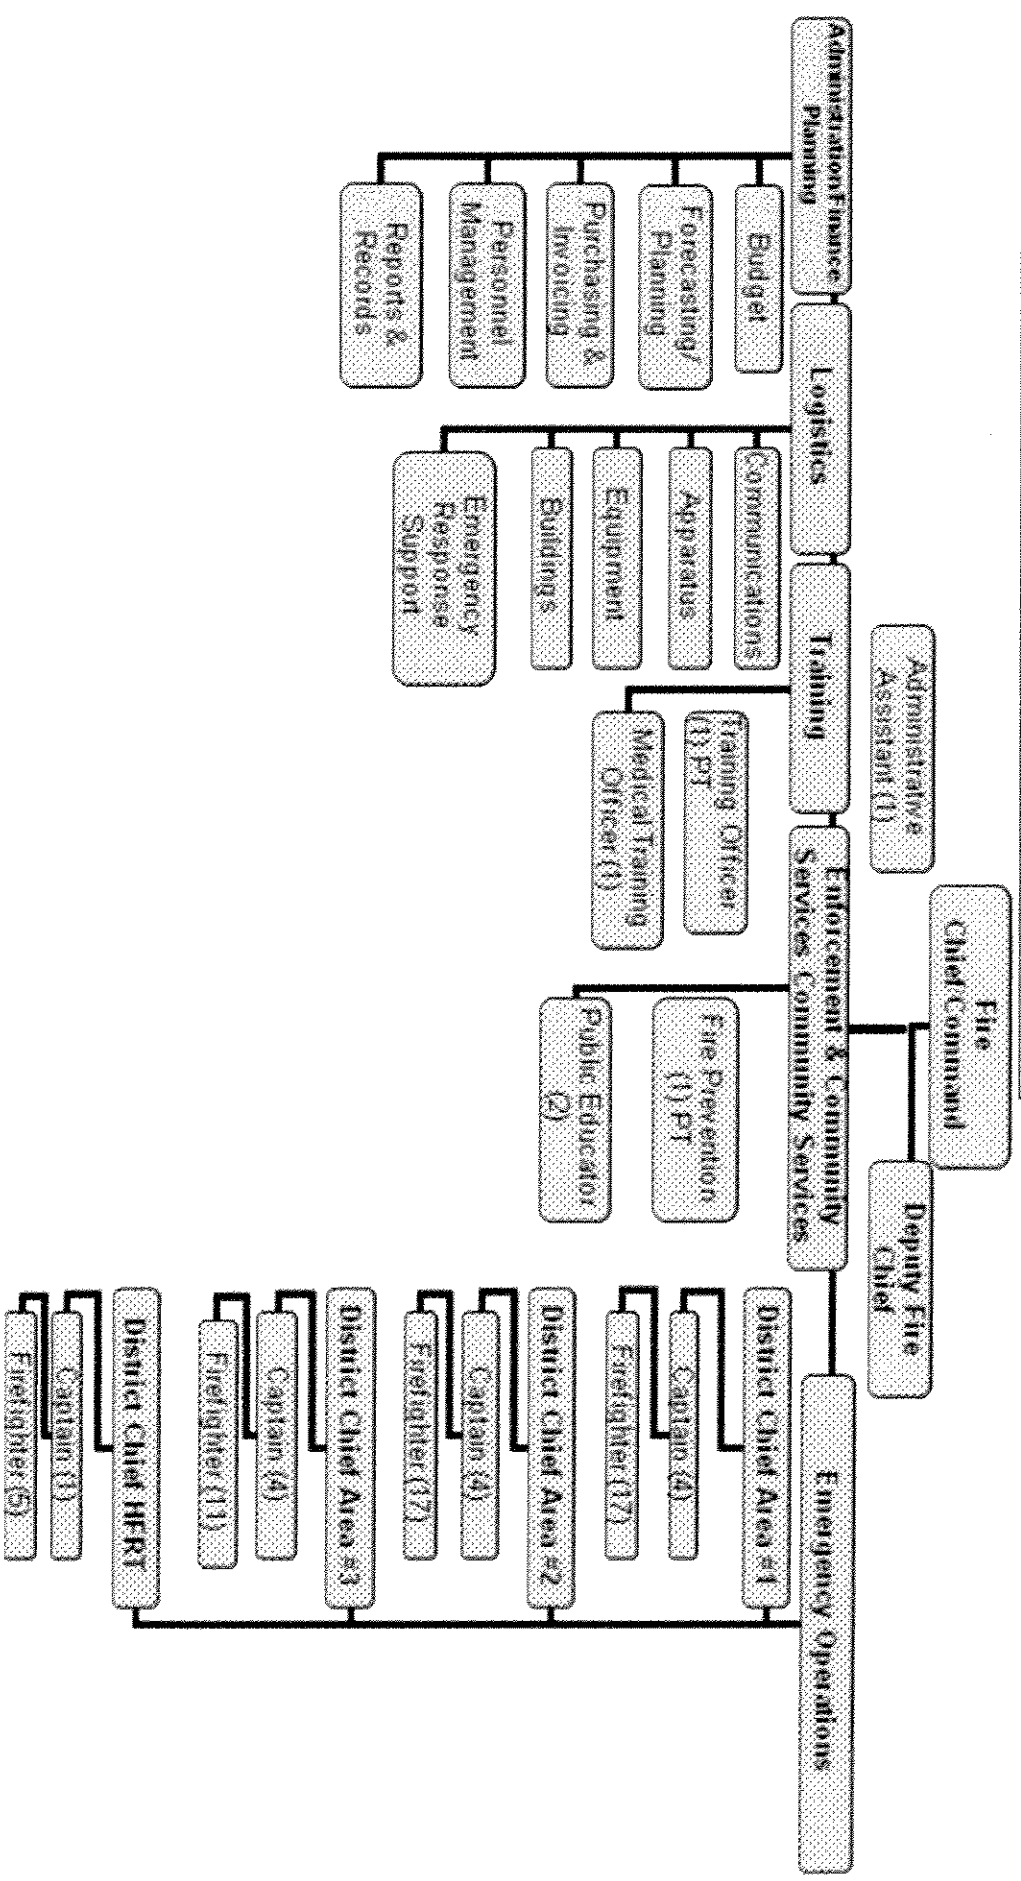 Fire
Chief Command
Administrative
Assistant (1)
Deputy Fire
Chief
Administration Finance
Planning
Logistics
Training
Enforcement & Community
Services Community Services
Emergency Operations
Budget
Forecasting/
Planning
Purchasing &
Invoicing
Personnel
Management
Reports &
Records
Communications
Apparatus
Equipment
Buildings
Emergency
Response
Support
Training Officer
(1) PT
Medical Training
Officer (1)
Fire Prevention
(1) PT
Public Educator
(2)
District Chief Area #1
Captain (4)
Firefighter (17)
District Chief Area #2
Captain (4)
Firefighter (17)
District Chief Area #3
Captain (4)
Firefighter (11)
District Chief HFRT
Captain (1)
Firefighter (5)